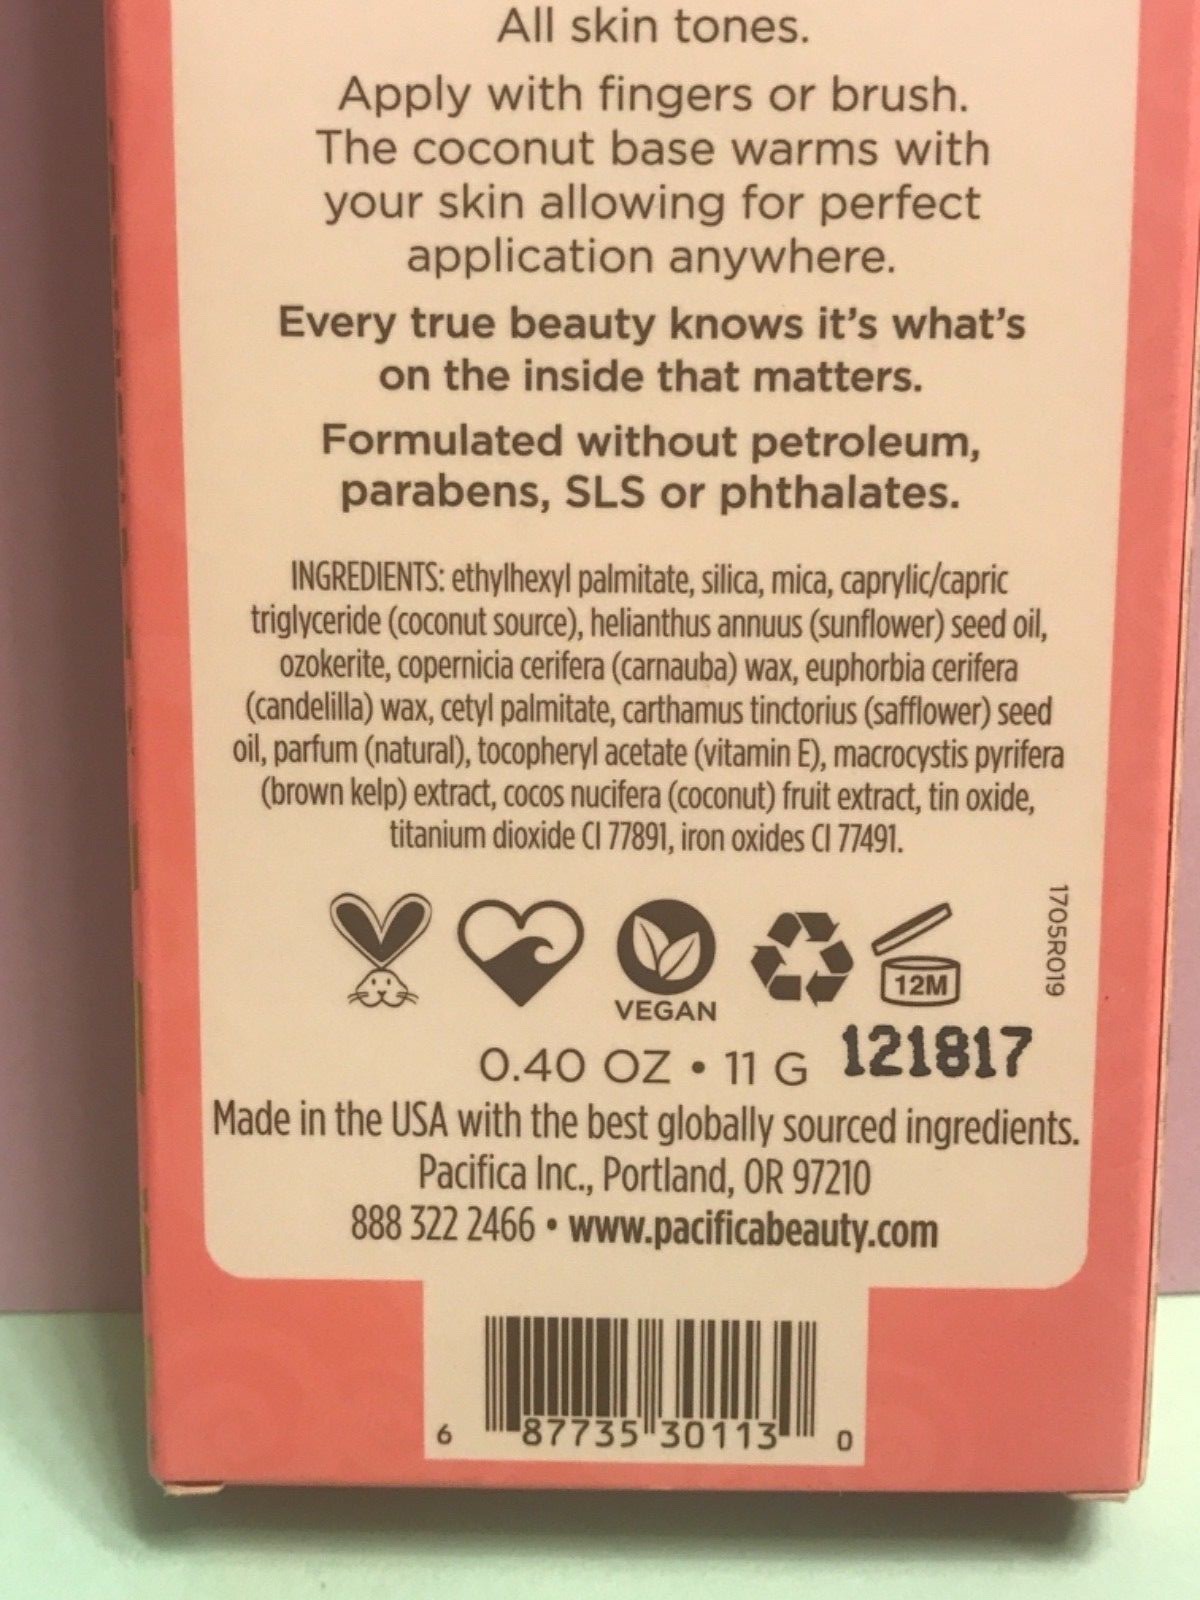 All skin tones.
Apply with fingers or brush.
The coconut base warms with
your skin allowing for perfect
application anywhere.
Every true beauty knows it's what's
on the inside that matters.
Formulated without petroleum,
parabens, SLS or phthalates.
INGREDIENTS: ethylhexyl palmitate, silica, mica, caprylic/capric
triglyceride (coconut source), helianthus annuus (sunflower) seed oil,
ozokerite, copernicia cerifera (carnauba) wax, euphorbia cerifera
(candelilla) wax, cetyl palmitate, carthamus tinctorius (safflower) seed
oil, parfum (natural), tocopheryl acetate (vitamin E), macrocystis pyrifera
(brown kelp) extract, cocos nucifera (coconut) fruit extract, tin oxide,
titanium dioxide CI 77891, iron oxides CI 77491.
VEGAN
12M
1705R019
0.40 OZ • 11 G 121817
Made in the USA with the best globally sourced ingredients.
Pacifica Inc., Portland, OR 97210
888 322 2466 • www.pacificabeauty.com
6 87735 30113 0